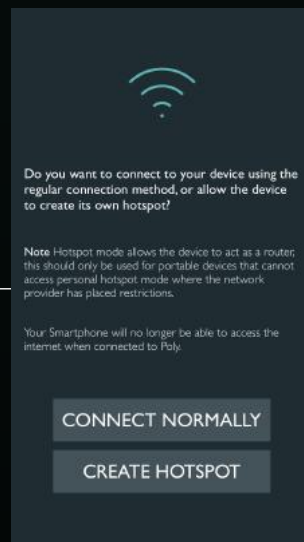 Do you want to connect to your device using the
regular connection method, or allow the device
to create its own hotspot?
Note Hotspot mode allows the device to act as a router,
this should only be used for portable devices that cannot
access personal hotspot mode where the network
provider has placed restrictions.
Your Smartphone will no longer be able to access the
internet when connected to Poly.
CONNECT NORMALLY
CREATE HOTSPOT